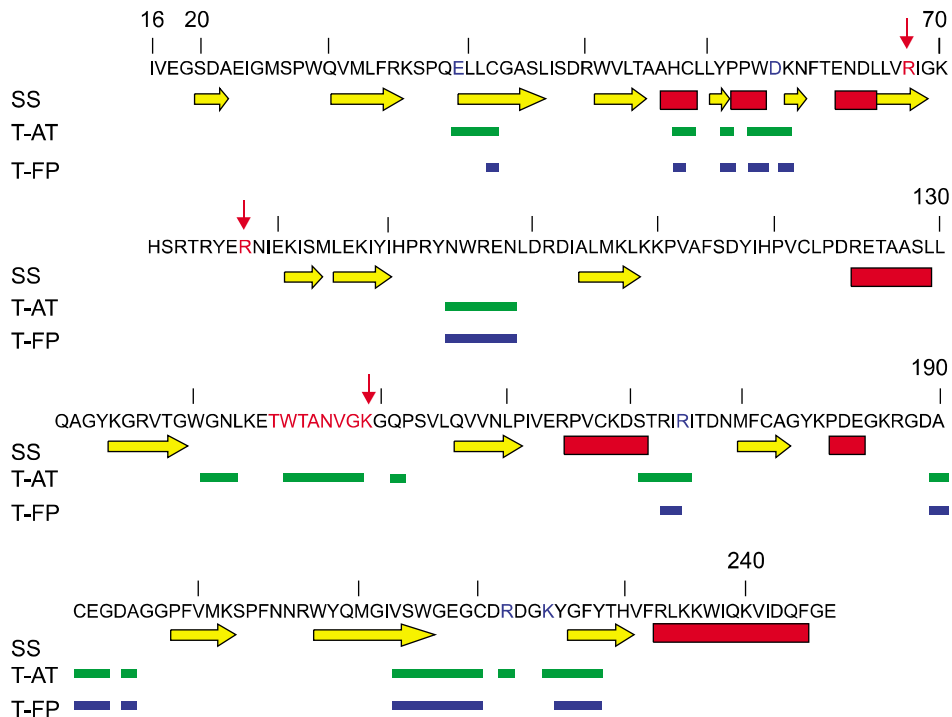 16 20 70
IVEGSDAEIGMSPWQVMLFRKSPQELLCGASLISDRWVLTAAHCLLYPPWDKNFTENDLLVRIGK
SS
T-AT
T-FP
130
HSRTRYERNIEKISMLEKIYIHPRYNWRENLDRDIALMKLKKPVAFSDYIHPVCLPDRETAASLL
SS
T-AT
T-FP
190
QAGYKGRVTGWGNLKETWTANVGKGQPSVLQVVNLPIVERPVCKDSTRIRITDNMFCAGYKPDEGKRGDA
SS
T-AT
T-FP
240
CEGDAGGPFVMKSPFNNRWYQMGIVSWGEGCDRDGKYGFYTHVFRLKKWIQKVIDQFGE
SS
T-AT
T-FP